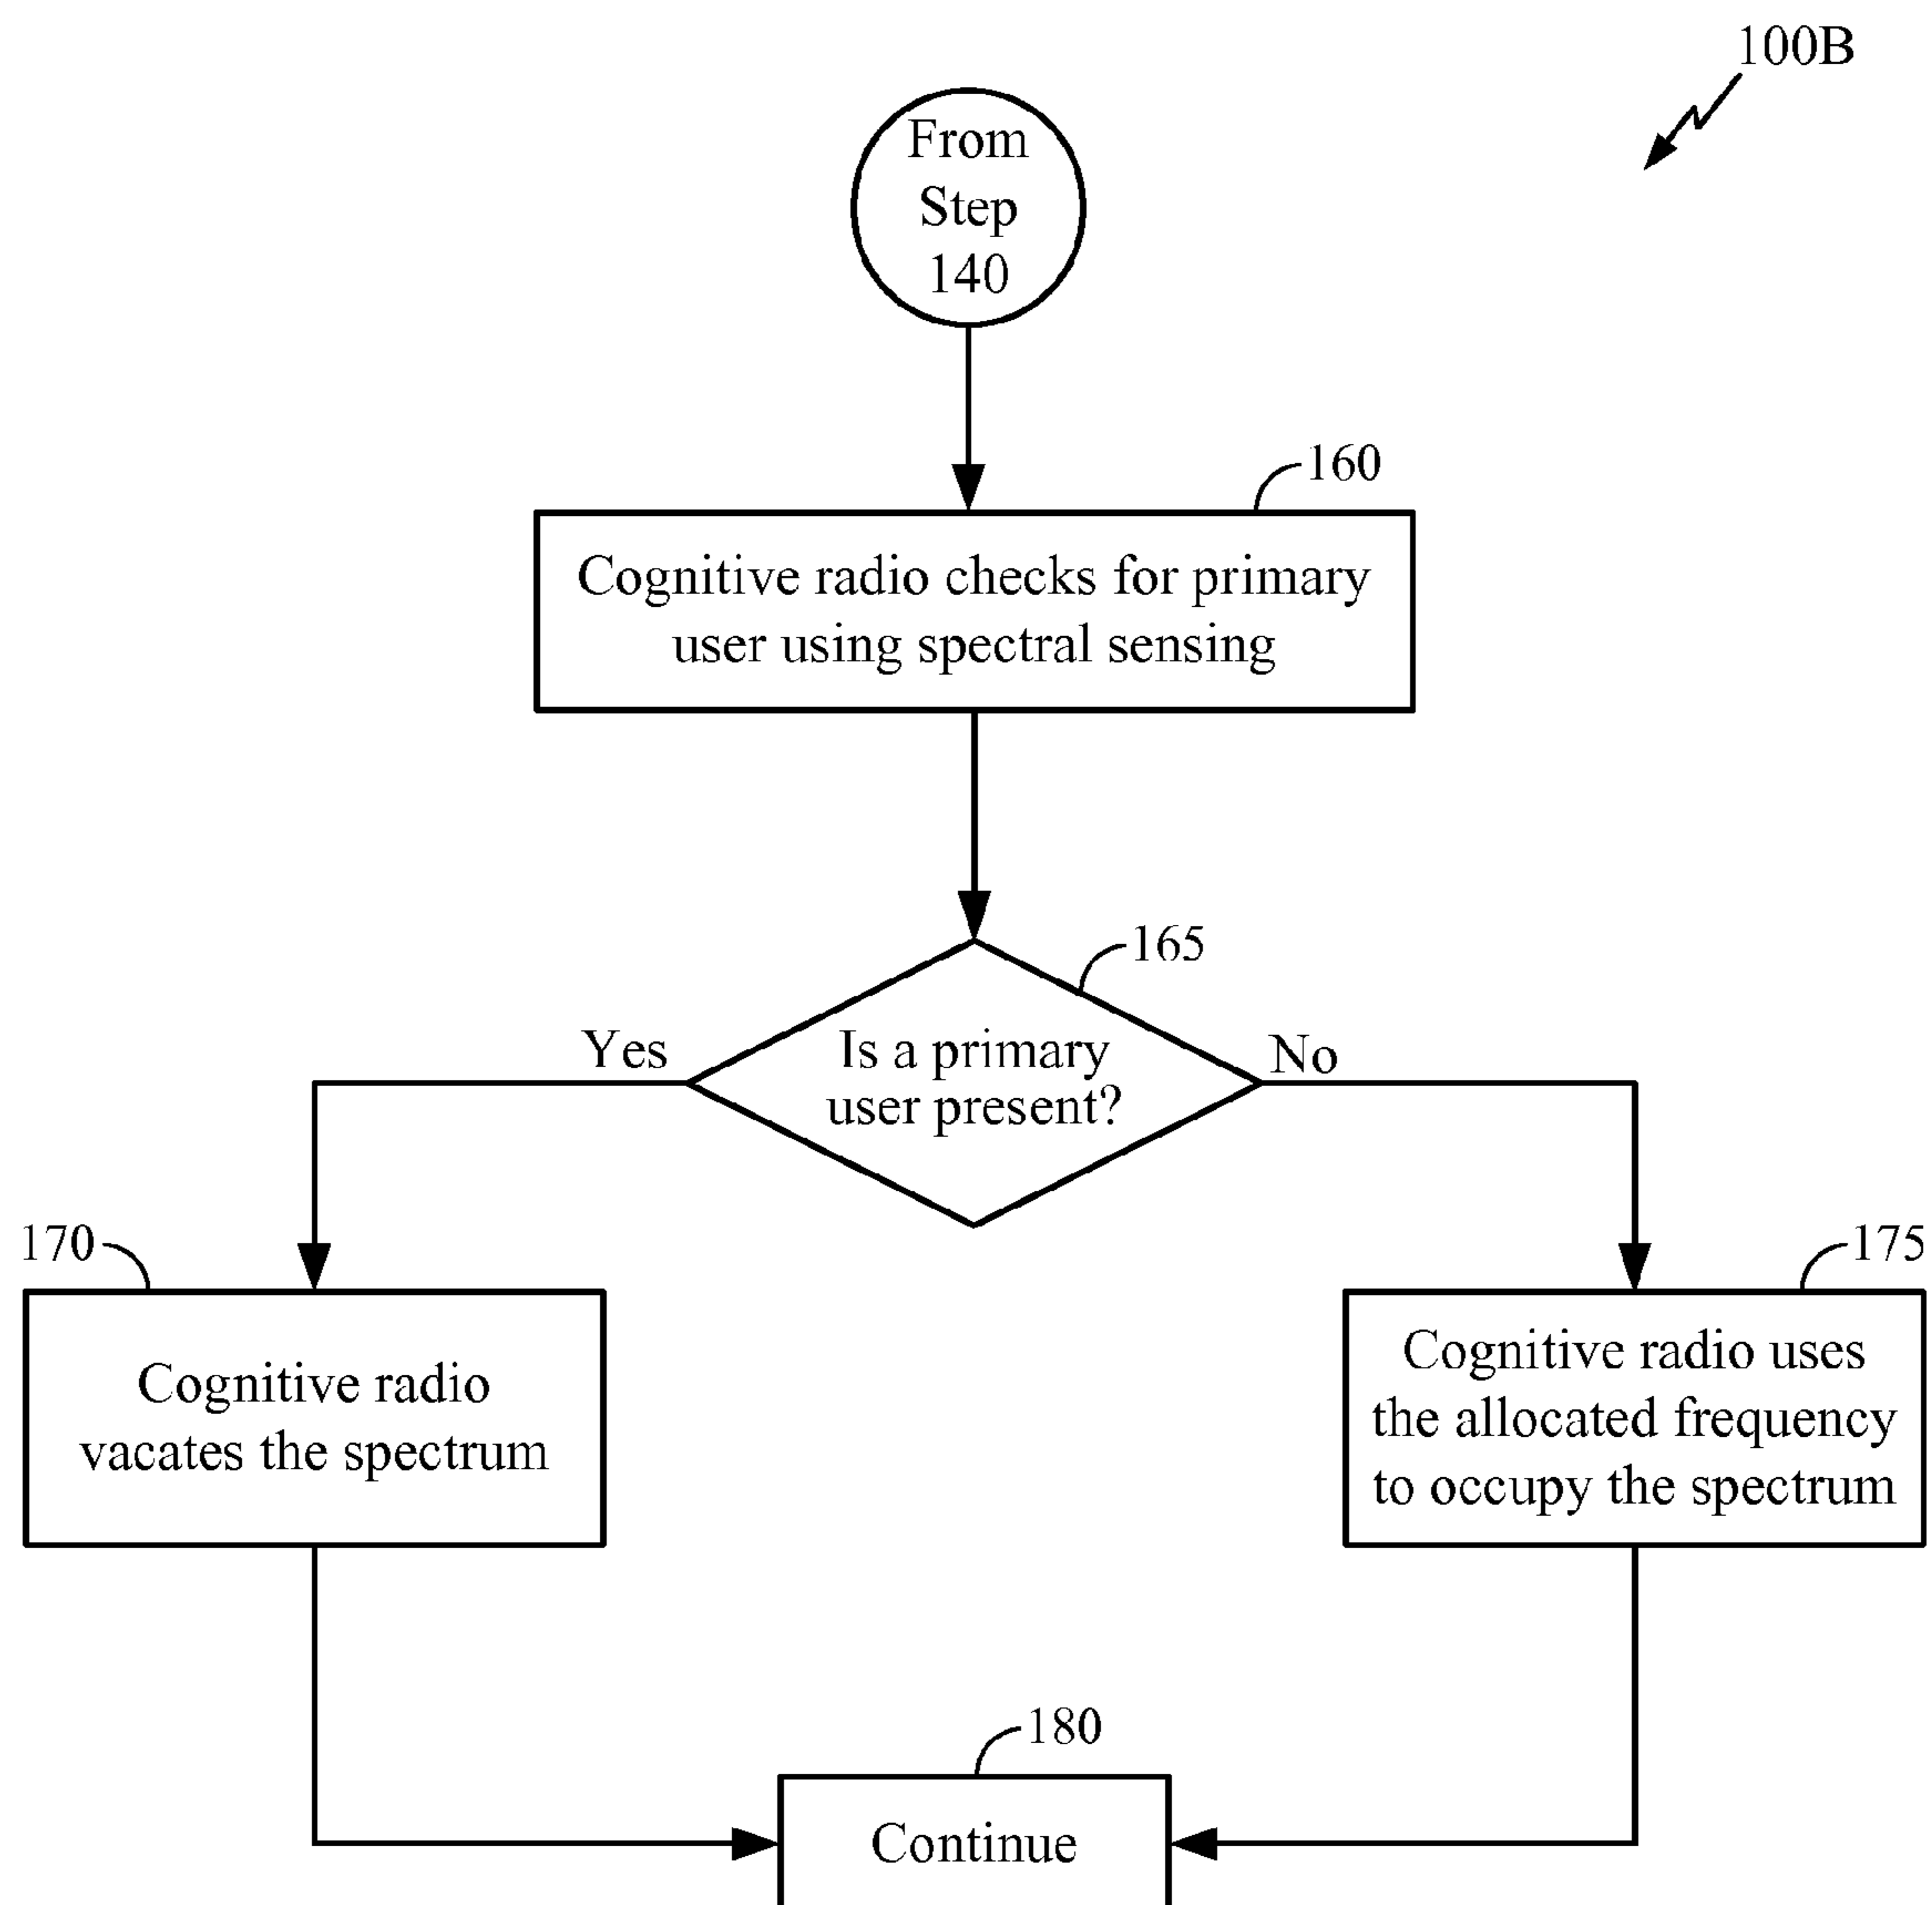 100B
From
Step
140
160
Cognitive radio checks for primary
user using spectral sensing
165
Yes
Is a primary
user present?
No
170
Cognitive radio
vacates the spectrum
175
Cognitive radio uses
the allocated frequency
to occupy the spectrum
180
Continue